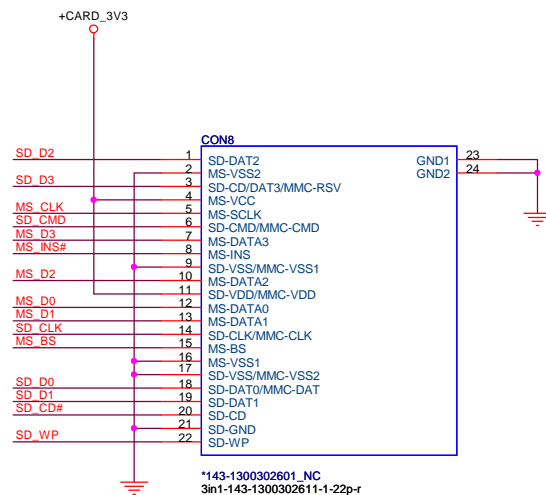 +CARD_3V3
CON8
SD_D2 1 SD-DAT2 GND1 23
2 MS-VSS2 GND2 24
SD_D3 3 SD-CD/DAT3/MMC-RSV
4 MS-VCC
MS_CLK 5 MS-SCLK
SD_CMD 6 SD-CMD/MMC-CMD
MS_D3 7 MS-DATA3
MS_INS# 8 MS-INS
9 SD-VSS/MMC-VSS1
MS_D2 10 MS-DATA2
11 SD-VDD/MMC-VDD
MS_D0 12 MS-DATA0
MS_D1 13 MS-DATA1
SD_CLK 14 SD-CLK/MMC-CLK
MS_BS 15 MS-BS
16 MS-VSS1
17 SD-VSS/MMC-VSS2
SD_D0 18 SD-DAT0/MMC-DAT
SD_D1 19 SD-DAT1
SD_CD# 20 SD-CD
21 SD-GND
SD_WP 22 SD-WP
*143-1300302601_NC
3in1-143-1300302611-1-22p-r